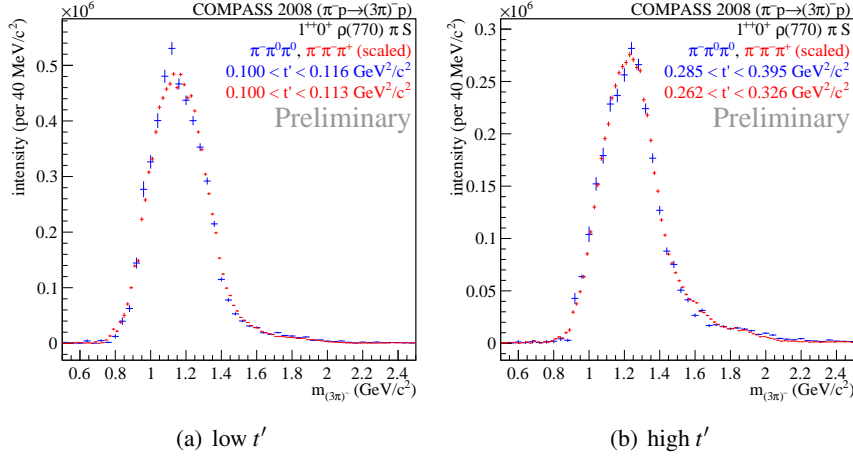 ×10⁶ COMPASS 2008 (π⁻p→(3π)⁻p)
1⁺⁺0⁺ ρ(770) π S
π⁻π⁰π⁰, π⁻π⁻π⁺ (scaled)
0.100 < t' < 0.116 GeV²/c²
0.100 < t' < 0.113 GeV²/c²
Preliminary
intensity (per 40 MeV/c²)
0.5
0.4
0.3
0.2
0.1
0
0.6 0.8 1 1.2 1.4 1.6 1.8 2 2.2 2.4
m₍₃π₎⁻ (GeV/c²)
(a) low t′
×10⁶ COMPASS 2008 (π⁻p→(3π)⁻p)
1⁺⁺0⁺ ρ(770) π S
π⁻π⁰π⁰, π⁻π⁻π⁺ (scaled)
0.285 < t' < 0.395 GeV²/c²
0.262 < t' < 0.326 GeV²/c²
Preliminary
intensity (per 40 MeV/c²)
0.3
0.25
0.2
0.15
0.1
0.05
0
0.6 0.8 1 1.2 1.4 1.6 1.8 2 2.2 2.4
m₍₃π₎⁻ (GeV/c²)
(b) high t′